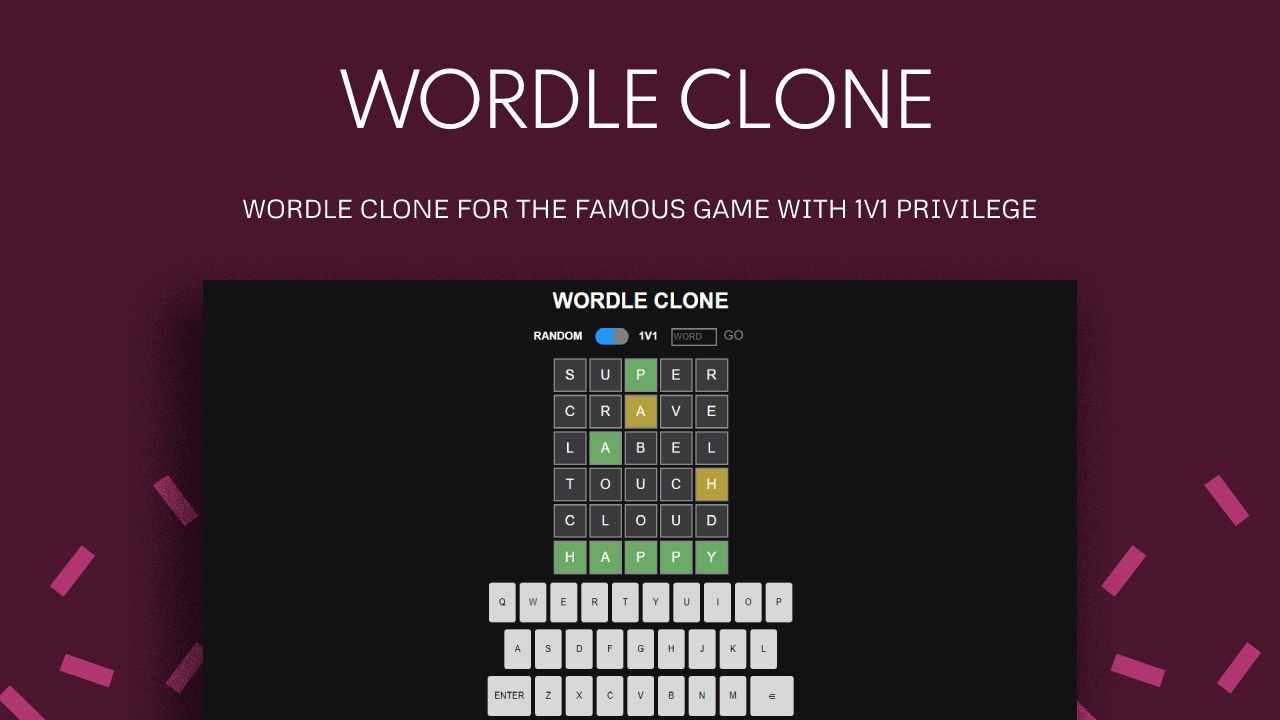 WORDLE CLONE
WORDLE CLONE FOR THE FAMOUS GAME WITH 1V1 PRIVILEGE
WORDLE CLONE
RANDOM 1V1 WORD GO
S U P E R
C R A V E
L A B E L
T O U C H
C L O U D
H A P P Y
Q W E R T Y U I O P
A S D F G H J K L
ENTER Z X C V B N M ⋲